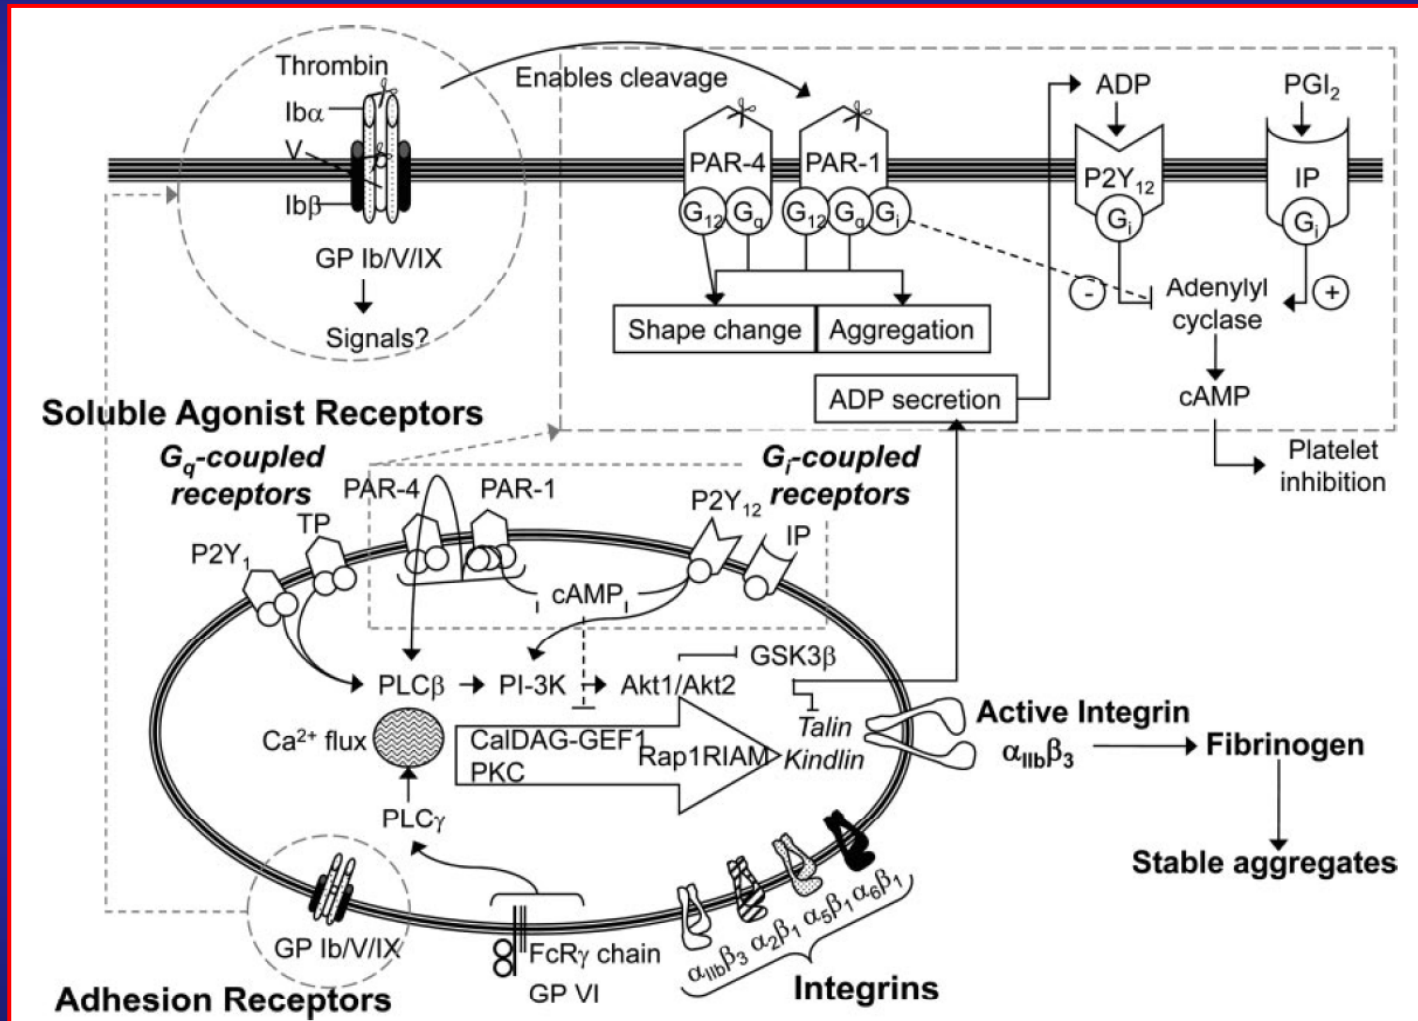 Thrombin
Enables cleavage
Ibα
V
Ibβ
GP Ib/V/IX
Signals?
PAR-4
PAR-1
G12
Gq
G12
Gq
Gi
Shape change
Aggregation
ADP
PGI2
P2Y12
IP
Gi
Gi
-
+
Adenylyl
cyclase
cAMP
Platelet
inhibition
ADP secretion
Soluble Agonist Receptors
Gq-coupled
receptors
Gi-coupled
receptors
P2Y1
TP
PAR-4
PAR-1
P2Y12
IP
cAMP
PLCβ
PI-3K
Akt1/Akt2
GSK3β
Ca2+ flux
CalDAG-GEF1
PKC
Rap1RIAM
Talin
Kindlin
Active Integrin
αIIbβ3
Fibrinogen
Stable aggregates
PLCγ
GP Ib/V/IX
FcRγ chain
GP VI
αIIbβ3 α2β1 α5β1 α6β1
Integrins
Adhesion Receptors